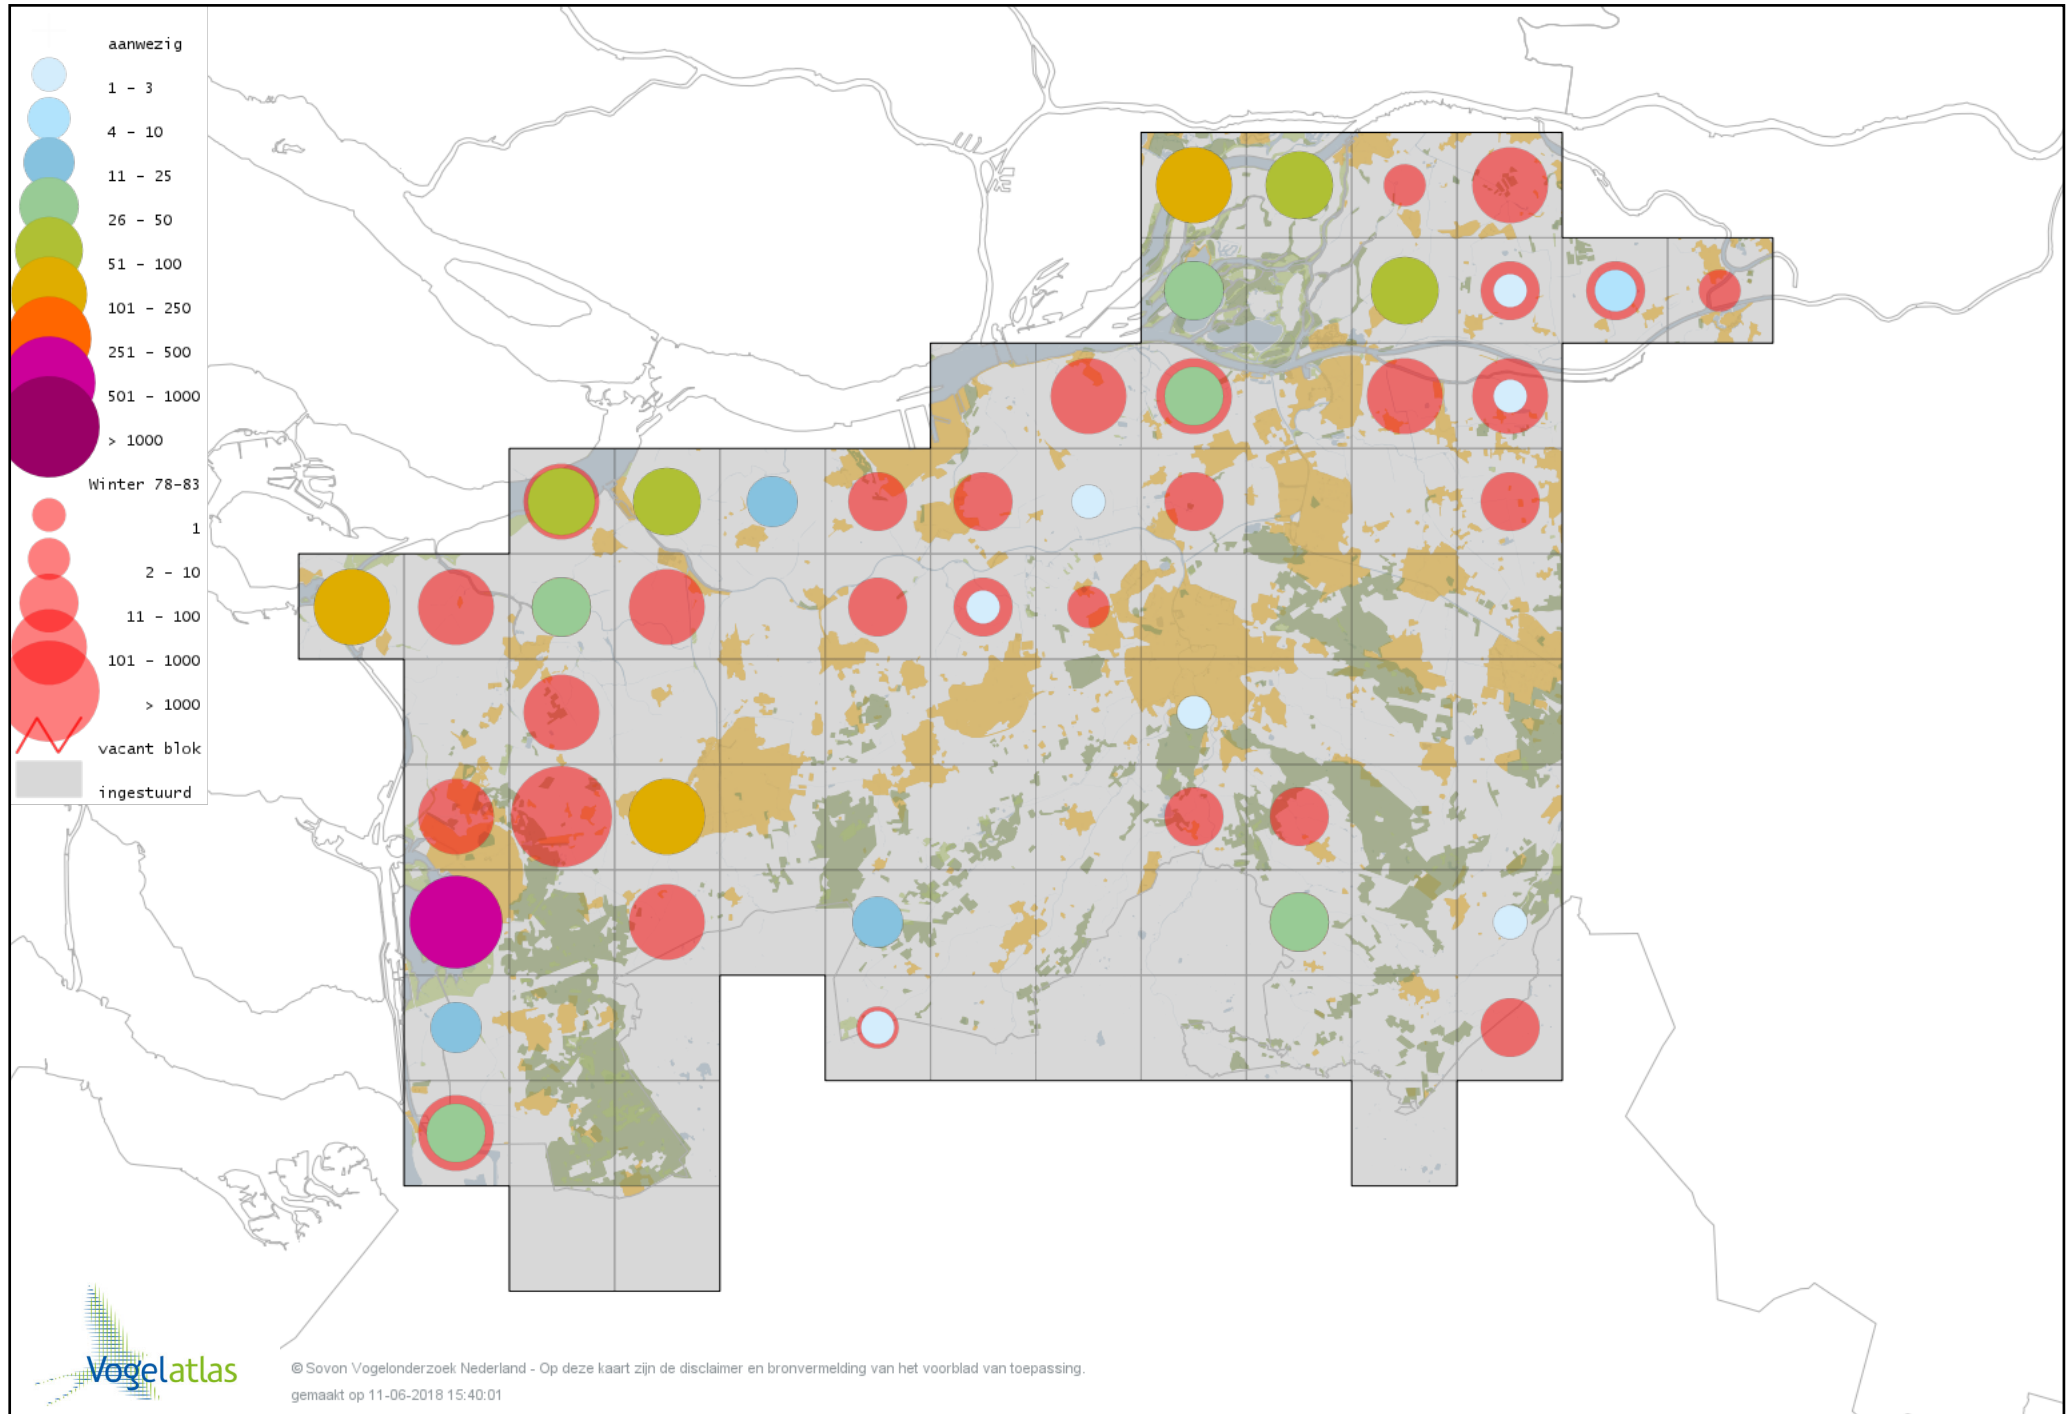 aanwezig
1 - 3
4 - 10
11 - 25
26 - 50
51 - 100
101 - 250
251 - 500
501 - 1000
> 1000
Winter 78-83
1
2 - 10
11 - 100
101 - 1000
> 1000
vacant blok
ingestuurd
Vogelatlas
© Sovon Vogelonderzoek Nederland - Op deze kaart zijn de disclaimer en bronvermelding van het voorblad van toepassing.
gemaakt op 11-06-2018 15:40:01